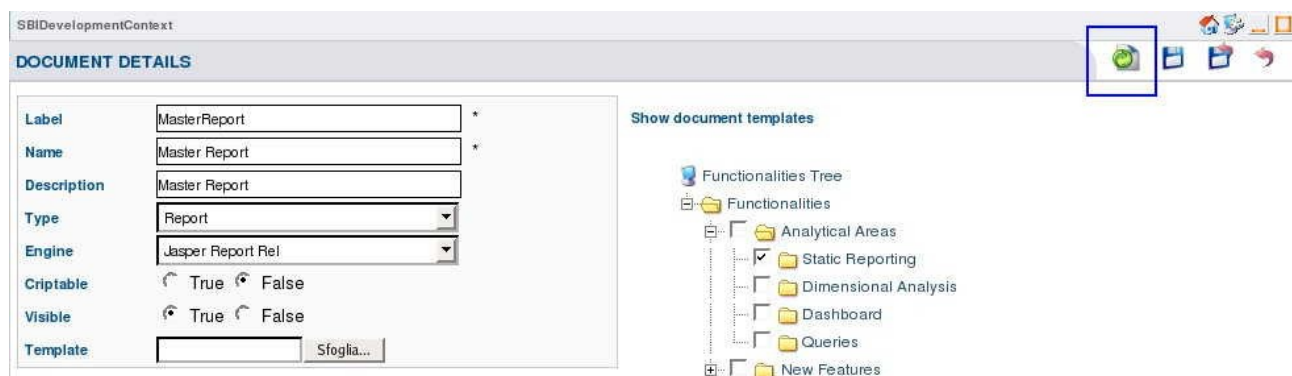 SBIDevelopmentContext
DOCUMENT DETAILS
Label MasterReport *
Name Master Report *
Description Master Report
Type Report
Engine Jasper Report Rel
Criptable True False
Visible True False
Template Sfoglia...
Show document templates
Functionalities Tree
Functionalities
Analytical Areas
Static Reporting
Dimensional Analysis
Dashboard
Queries
New Features